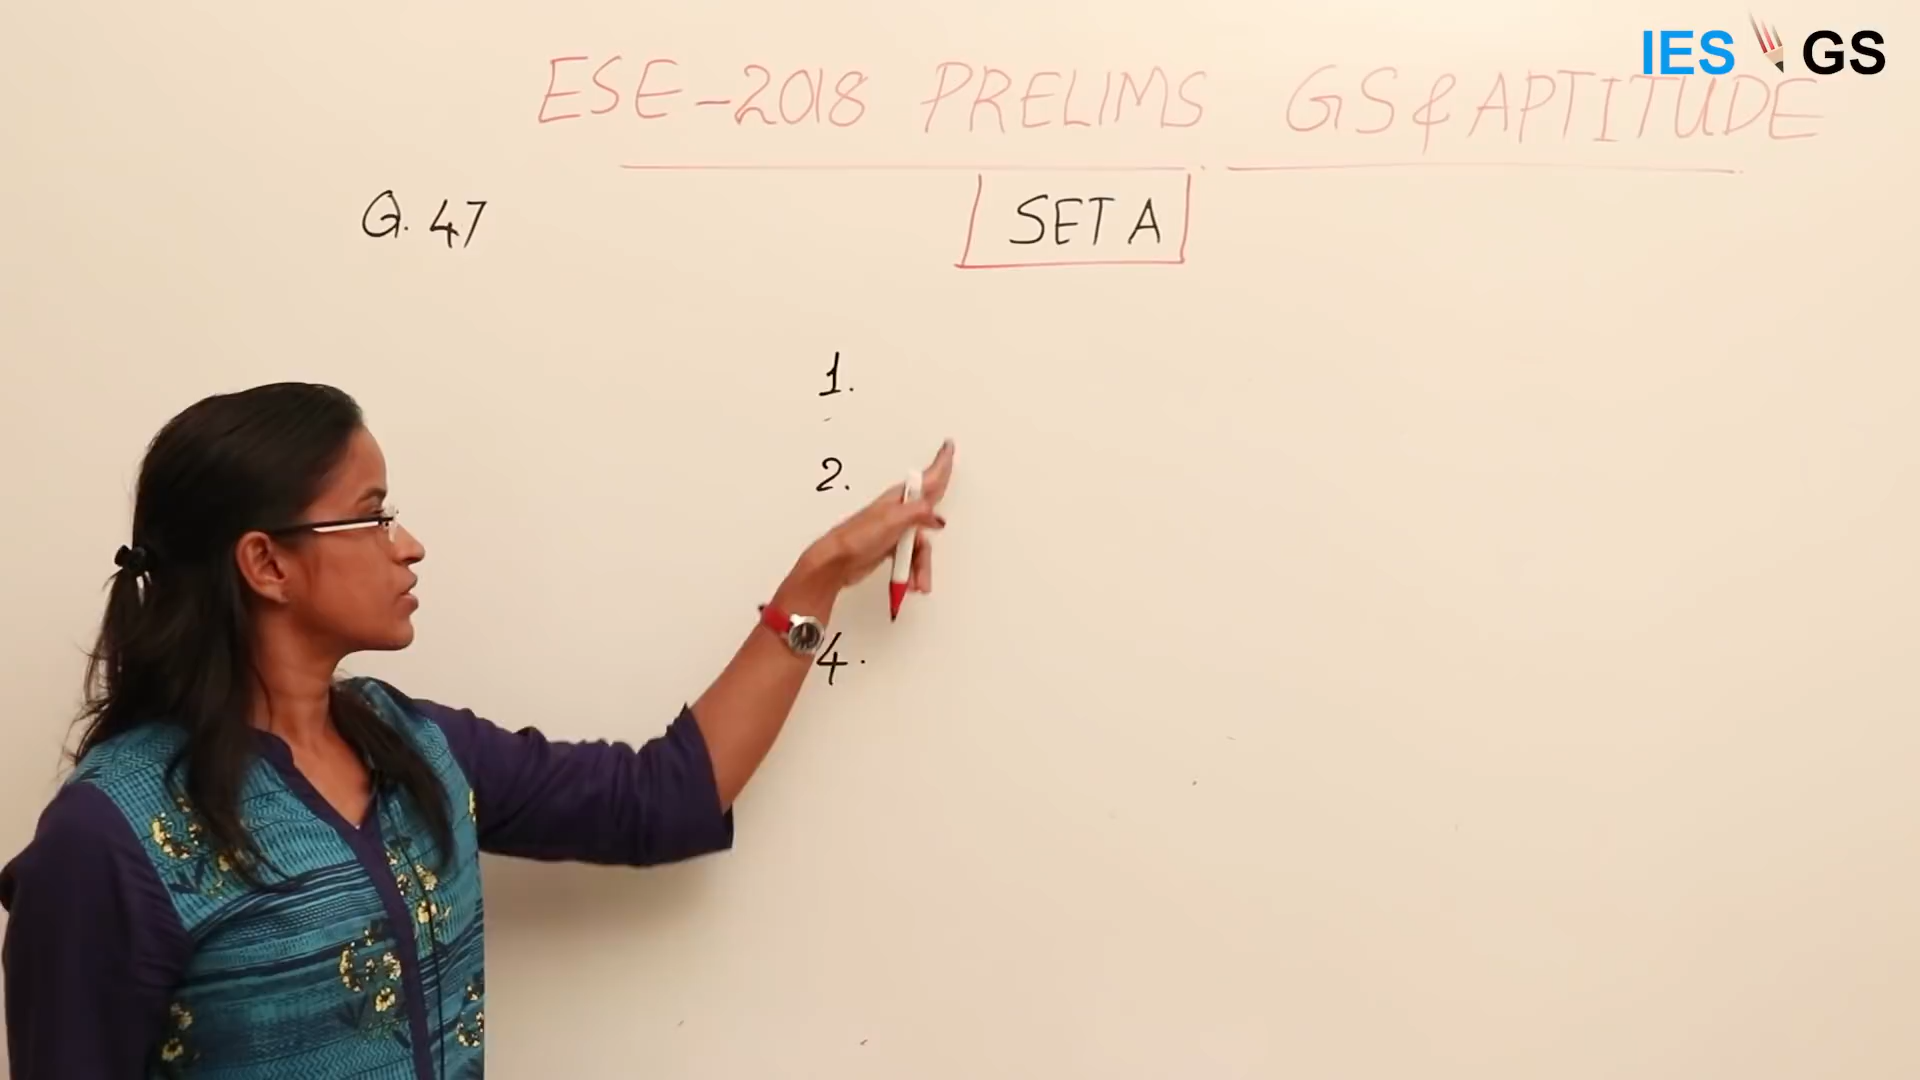 IES GS
ESE-2018 PRELIMS GS & APTITUDE
Q. 47
SET A
1.
2.
4.